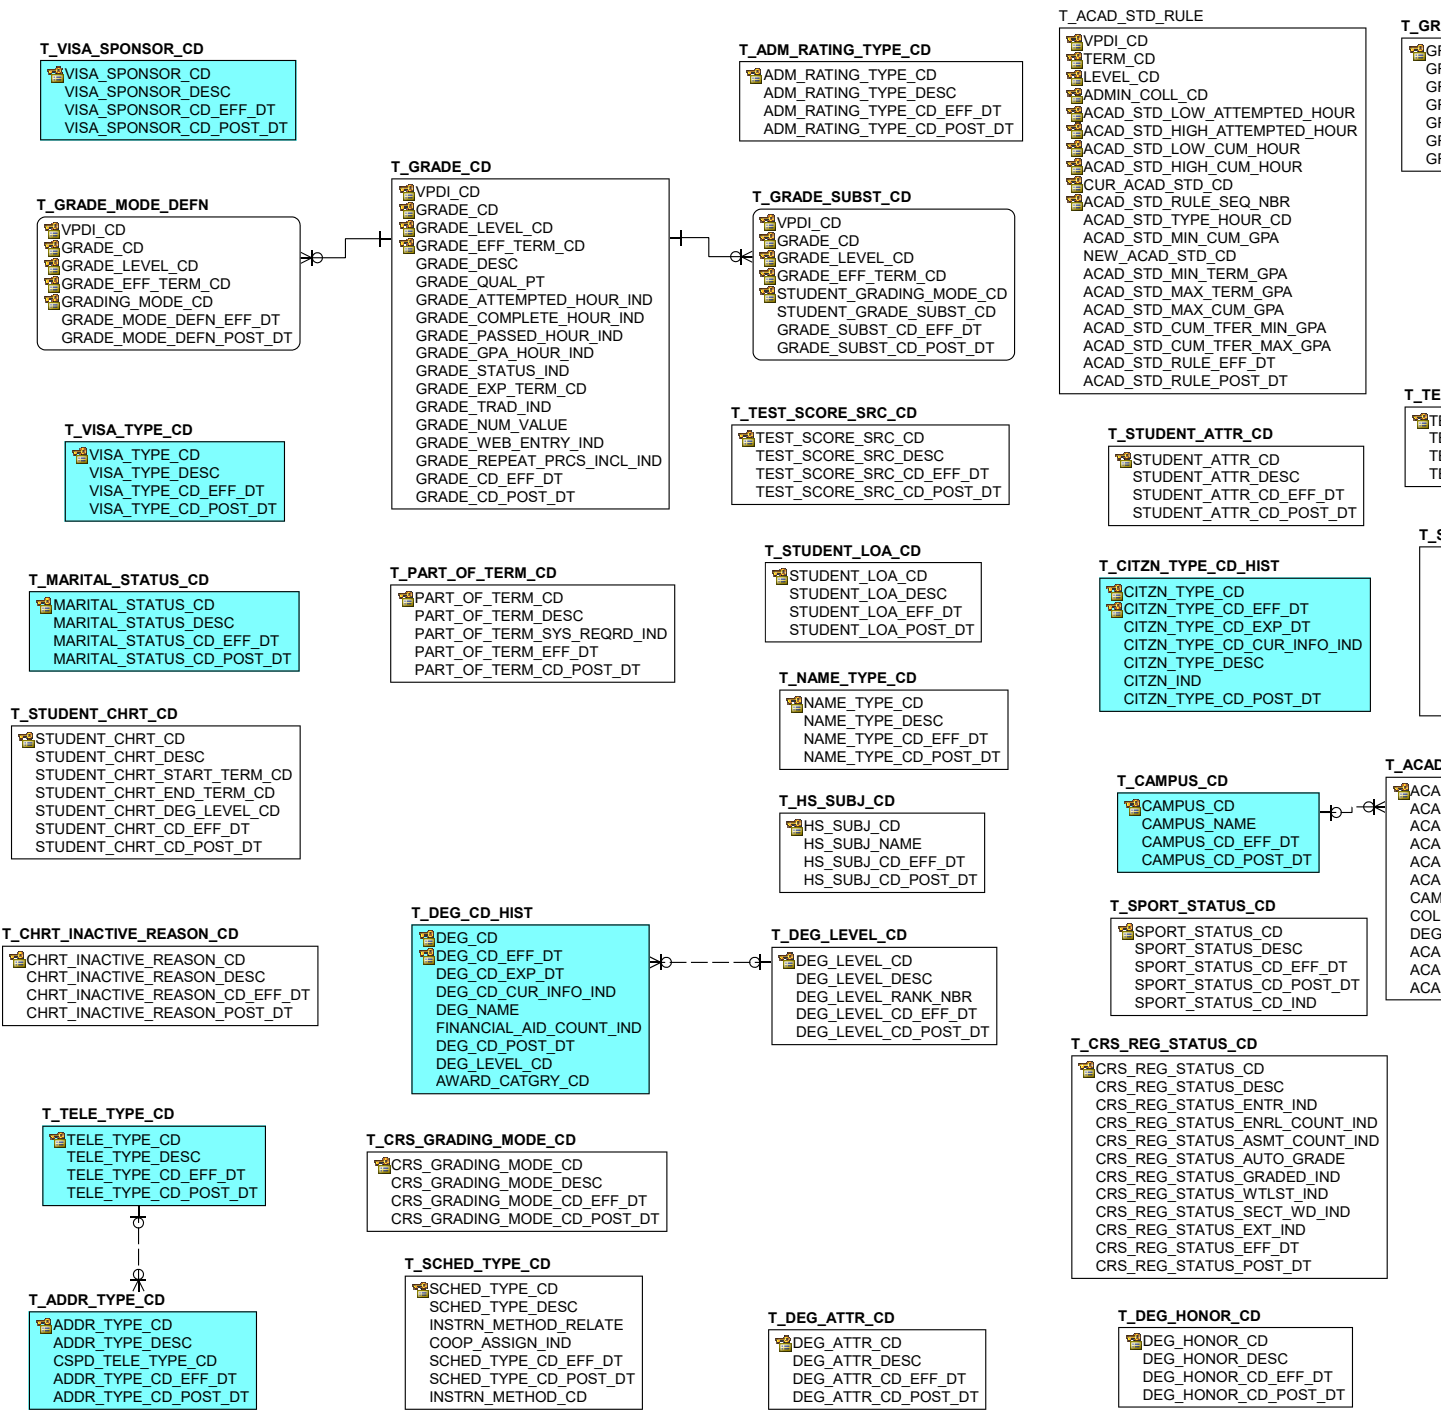 T_VISA_SPONSOR_CD
VISA_SPONSOR_CD
VISA_SPONSOR_DESC
VISA_SPONSOR_CD_EFF_DT
VISA_SPONSOR_CD_POST_DT
T_GRADE_MODE_DEFN
VPDI_CD
GRADE_CD
GRADE_LEVEL_CD
GRADE_EFF_TERM_CD
GRADING_MODE_CD
GRADE_MODE_DEFN_EFF_DT
GRADE_MODE_DEFN_POST_DT
T_VISA_TYPE_CD
VISA_TYPE_CD
VISA_TYPE_DESC
VISA_TYPE_CD_EFF_DT
VISA_TYPE_CD_POST_DT
T_MARITAL_STATUS_CD
MARITAL_STATUS_CD
MARITAL_STATUS_DESC
MARITAL_STATUS_CD_EFF_DT
MARITAL_STATUS_CD_POST_DT
T_STUDENT_CHRT_CD
STUDENT_CHRT_CD
STUDENT_CHRT_DESC
STUDENT_CHRT_START_TERM_CD
STUDENT_CHRT_END_TERM_CD
STUDENT_CHRT_DEG_LEVEL_CD
STUDENT_CHRT_CD_EFF_DT
STUDENT_CHRT_CD_POST_DT
T_CHRT_INACTIVE_REASON_CD
CHRT_INACTIVE_REASON_CD
CHRT_INACTIVE_REASON_DESC
CHRT_INACTIVE_REASON_CD_EFF_DT
CHRT_INACTIVE_REASON_POST_DT
T_TELE_TYPE_CD
TELE_TYPE_CD
TELE_TYPE_DESC
TELE_TYPE_CD_EFF_DT
TELE_TYPE_CD_POST_DT
T_ADDR_TYPE_CD
ADDR_TYPE_CD
ADDR_TYPE_DESC
CSPD_TELE_TYPE_CD
ADDR_TYPE_CD_EFF_DT
ADDR_TYPE_CD_POST_DT
T_GRADE_CD
VPDI_CD
GRADE_CD
GRADE_LEVEL_CD
GRADE_EFF_TERM_CD
GRADE_DESC
GRADE_QUAL_PT
GRADE_ATTEMPTED_HOUR_IND
GRADE_COMPLETE_HOUR_IND
GRADE_PASSED_HOUR_IND
GRADE_GPA_HOUR_IND
GRADE_STATUS_IND
GRADE_EXP_TERM_CD
GRADE_TRAD_IND
GRADE_NUM_VALUE
GRADE_WEB_ENTRY_IND
GRADE_REPEAT_PRCS_INCL_IND
GRADE_CD_EFF_DT
GRADE_CD_POST_DT
T_PART_OF_TERM_CD
PART_OF_TERM_CD
PART_OF_TERM_DESC
PART_OF_TERM_SYS_REQRD_IND
PART_OF_TERM_EFF_DT
PART_OF_TERM_CD_POST_DT
T_DEG_CD_HIST
DEG_CD
DEG_CD_EFF_DT
DEG_CD_EXP_DT
DEG_CD_CUR_INFO_IND
DEG_NAME
FINANCIAL_AID_COUNT_IND
DEG_CD_POST_DT
DEG_LEVEL_CD
AWARD_CATGRY_CD
T_CRS_GRADING_MODE_CD
CRS_GRADING_MODE_CD
CRS_GRADING_MODE_DESC
CRS_GRADING_MODE_CD_EFF_DT
CRS_GRADING_MODE_CD_POST_DT
T_SCHED_TYPE_CD
SCHED_TYPE_CD
SCHED_TYPE_DESC
INSTRN_METHOD_RELATE
COOP_ASSIGN_IND
SCHED_TYPE_CD_EFF_DT
SCHED_TYPE_CD_POST_DT
INSTRN_METHOD_CD
T_ADM_RATING_TYPE_CD
ADM_RATING_TYPE_CD
ADM_RATING_TYPE_DESC
ADM_RATING_TYPE_CD_EFF_DT
ADM_RATING_TYPE_CD_POST_DT
T_GRADE_SUBST_CD
VPDI_CD
GRADE_CD
GRADE_LEVEL_CD
GRADE_EFF_TERM_CD
STUDENT_GRADING_MODE_CD
STUDENT_GRADE_SUBST_CD
GRADE_SUBST_CD_EFF_DT
GRADE_SUBST_CD_POST_DT
T_TEST_SCORE_SRC_CD
TEST_SCORE_SRC_CD
TEST_SCORE_SRC_DESC
TEST_SCORE_SRC_CD_EFF_DT
TEST_SCORE_SRC_CD_POST_DT
T_STUDENT_LOA_CD
STUDENT_LOA_CD
STUDENT_LOA_DESC
STUDENT_LOA_EFF_DT
STUDENT_LOA_POST_DT
T_NAME_TYPE_CD
NAME_TYPE_CD
NAME_TYPE_DESC
NAME_TYPE_CD_EFF_DT
NAME_TYPE_CD_POST_DT
T_HS_SUBJ_CD
HS_SUBJ_CD
HS_SUBJ_NAME
HS_SUBJ_CD_EFF_DT
HS_SUBJ_CD_POST_DT
T_DEG_LEVEL_CD
DEG_LEVEL_CD
DEG_LEVEL_DESC
DEG_LEVEL_RANK_NBR
DEG_LEVEL_CD_EFF_DT
DEG_LEVEL_CD_POST_DT
T_DEG_ATTR_CD
DEG_ATTR_CD
DEG_ATTR_DESC
DEG_ATTR_CD_EFF_DT
DEG_ATTR_CD_POST_DT
T_ACAD_STD_RULE
VPDI_CD
TERM_CD
LEVEL_CD
ADMIN_COLL_CD
ACAD_STD_LOW_ATTEMPTED_HOUR
ACAD_STD_HIGH_ATTEMPTED_HOUR
ACAD_STD_LOW_CUM_HOUR
ACAD_STD_HIGH_CUM_HOUR
CUR_ACAD_STD_CD
ACAD_STD_RULE_SEQ_NBR
ACAD_STD_TYPE_HOUR_CD
ACAD_STD_MIN_CUM_GPA
NEW_ACAD_STD_CD
ACAD_STD_MIN_TERM_GPA
ACAD_STD_MAX_TERM_GPA
ACAD_STD_MAX_CUM_GPA
ACAD_STD_CUM_TFER_MIN_GPA
ACAD_STD_CUM_TFER_MAX_GPA
ACAD_STD_RULE_EFF_DT
ACAD_STD_RULE_POST_DT
T_STUDENT_ATTR_CD
STUDENT_ATTR_CD
STUDENT_ATTR_DESC
STUDENT_ATTR_CD_EFF_DT
STUDENT_ATTR_CD_POST_DT
T_CITZN_TYPE_CD_HIST
CITZN_TYPE_CD
CITZN_TYPE_CD_EFF_DT
CITZN_TYPE_CD_EXP_DT
CITZN_TYPE_CD_CUR_INFO_IND
CITZN_TYPE_DESC
CITZN_IND
CITZN_TYPE_CD_POST_DT
T_CAMPUS_CD
CAMPUS_CD
CAMPUS_NAME
CAMPUS_CD_EFF_DT
CAMPUS_CD_POST_DT
T_SPORT_STATUS_CD
SPORT_STATUS_CD
SPORT_STATUS_DESC
SPORT_STATUS_CD_EFF_DT
SPORT_STATUS_CD_POST_DT
SPORT_STATUS_CD_IND
T_CRS_REG_STATUS_CD
CRS_REG_STATUS_CD
CRS_REG_STATUS_DESC
CRS_REG_STATUS_ENTR_IND
CRS_REG_STATUS_ENRL_COUNT_IND
CRS_REG_STATUS_ASMT_COUNT_IND
CRS_REG_STATUS_AUTO_GRADE
CRS_REG_STATUS_GRADED_IND
CRS_REG_STATUS_WTLST_IND
CRS_REG_STATUS_SECT_WD_IND
CRS_REG_STATUS_EXT_IND
CRS_REG_STATUS_EFF_DT
CRS_REG_STATUS_POST_DT
T_DEG_HONOR_CD
DEG_HONOR_CD
DEG_HONOR_DESC
DEG_HONOR_CD_EFF_DT
DEG_HONOR_CD_POST_DT